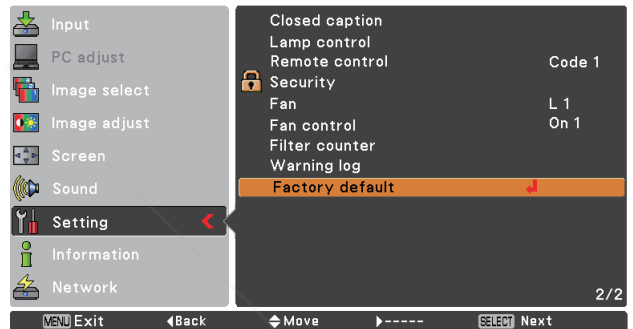 Input
PC adjust
Image select
Image adjust
Screen
Sound
Setting
Information
Network
Closed caption
Lamp control
Remote control Code 1
Security
Fan L 1
Fan control On 1
Filter counter
Warning log
Factory default
2/2
MENU Exit Back Move ----- SELECT Next